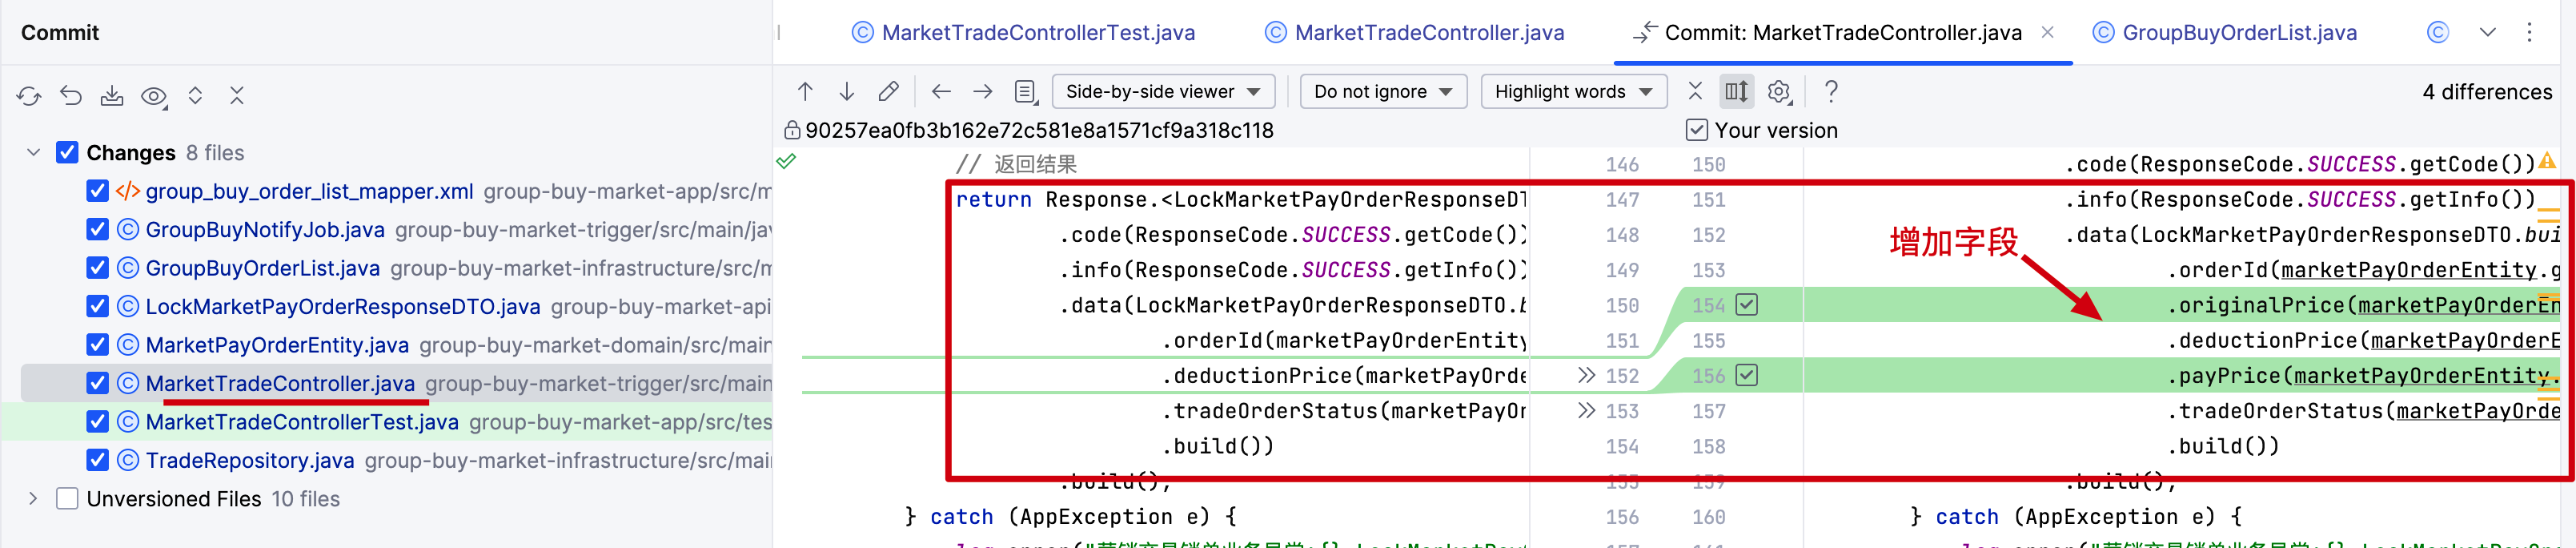 Commit
MarketTradeControllerTest.java
MarketTradeController.java
Commit: MarketTradeController.java
GroupBuyOrderList.java
Side-by-side viewer
Do not ignore
Highlight words
4 differences
90257ea0fb3b162e72c581e8a1571cf9a318c118
Your version
Changes 8 files
group_buy_order_list_mapper.xml group-buy-market-app/src/m
GroupBuyNotifyJob.java group-buy-market-trigger/src/main/jav
GroupBuyOrderList.java group-buy-market-infrastructure/src/m
LockMarketPayOrderResponseDTO.java group-buy-market-api
MarketPayOrderEntity.java group-buy-market-domain/src/main
MarketTradeController.java group-buy-market-trigger/src/main
MarketTradeControllerTest.java group-buy-market-app/src/tes
TradeRepository.java group-buy-market-infrastructure/src/mai
Unversioned Files 10 files
// 返回结果
return Response.<LockMarketPayOrderResponseDT
.code(ResponseCode.SUCCESS.getCode())
.info(ResponseCode.SUCCESS.getInfo())
.data(LockMarketPayOrderResponseDTO.b
.orderId(marketPayOrderEntity
.deductionPrice(marketPayOrde
.tradeOrderStatus(marketPayOr
.build())
.build();
} catch (AppException e) {
146 150
147 151
148 152
149 153
150 154
151 155
152 156
153 157
154 158
155 159
156 160
.code(ResponseCode.SUCCESS.getCode())
.info(ResponseCode.SUCCESS.getInfo())
.data(LockMarketPayOrderResponseDTO.bui
.orderId(marketPayOrderEntity.g
.originalPrice(marketPayOrderEn
.deductionPrice(marketPayOrderE
.payPrice(marketPayOrderEntity.
.tradeOrderStatus(marketPayOrde
.build())
.build();
} catch (AppException e) {
增加字段